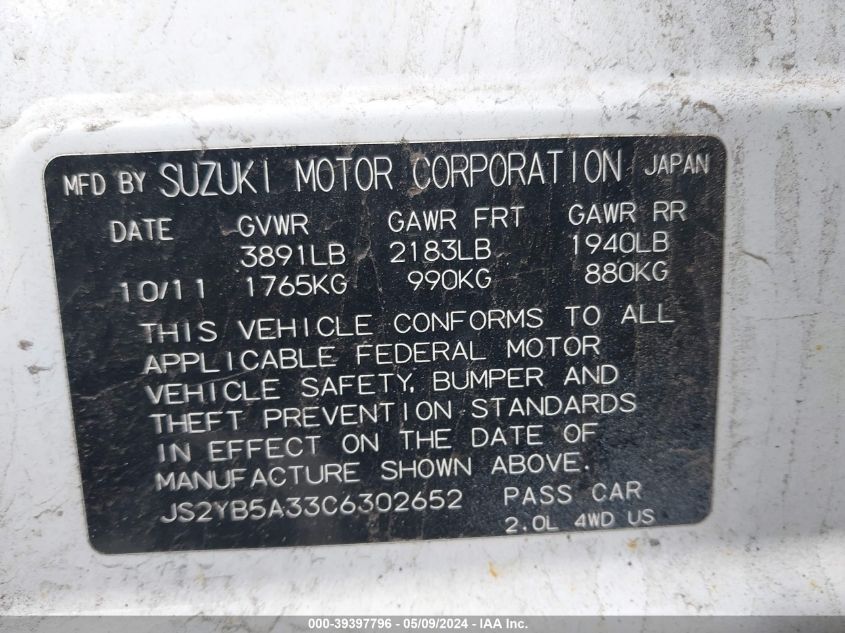 MFD BY SUZUKI MOTOR CORPORATION JAPAN
DATE GVWR GAWR FRT GAWR RR
3891LB 2183LB 1940LB
10/11 1765KG 990KG 880KG
THIS VEHICLE CONFORMS TO ALL
APPLICABLE FEDERAL MOTOR
VEHICLE SAFETY, BUMPER AND
THEFT PREVENTION STANDARDS
IN EFFECT ON THE DATE OF
MANUFACTURE SHOWN ABOVE.
JS2YB5A33C6302652 PASS CAR
2.0L 4WD US
000-39397796 - 05/09/2024 - IAA Inc.